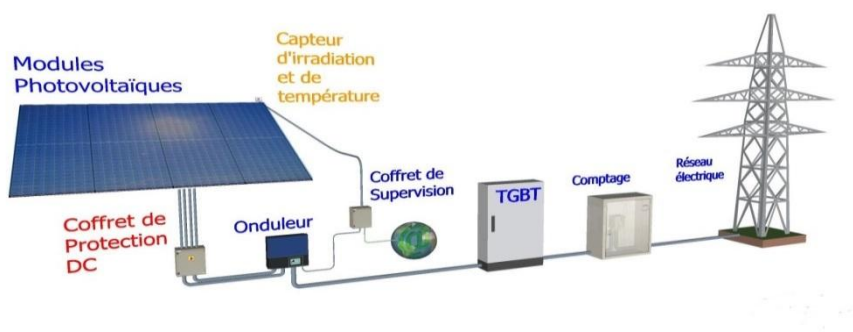 Modules
Photovoltaïques
Capteur
d'irradiation
et de
température
Coffret de
Supervision
TGBT
Comptage
Réseau
électrique
Coffret de
Protection
DC
Onduleur